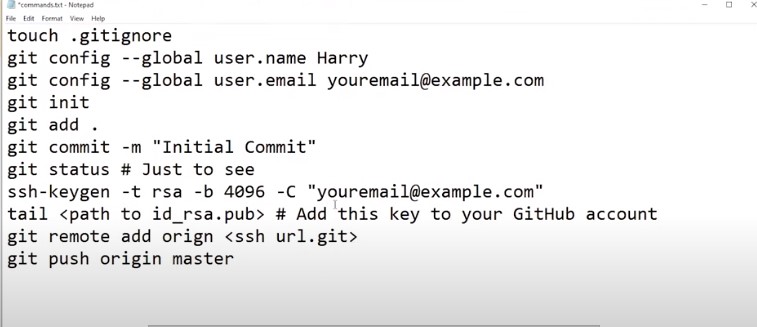 *commands.txt - Notepad
File Edit Format View Help
touch .gitignore
git config --global user.name Harry
git config --global user.email youremail@example.com
git init
git add .
git commit -m "Initial Commit"
git status # Just to see
ssh-keygen -t rsa -b 4096 -C "youremail@example.com"
tail <path to id_rsa.pub> # Add this key to your GitHub account
git remote add orign <ssh url.git>
git push origin master